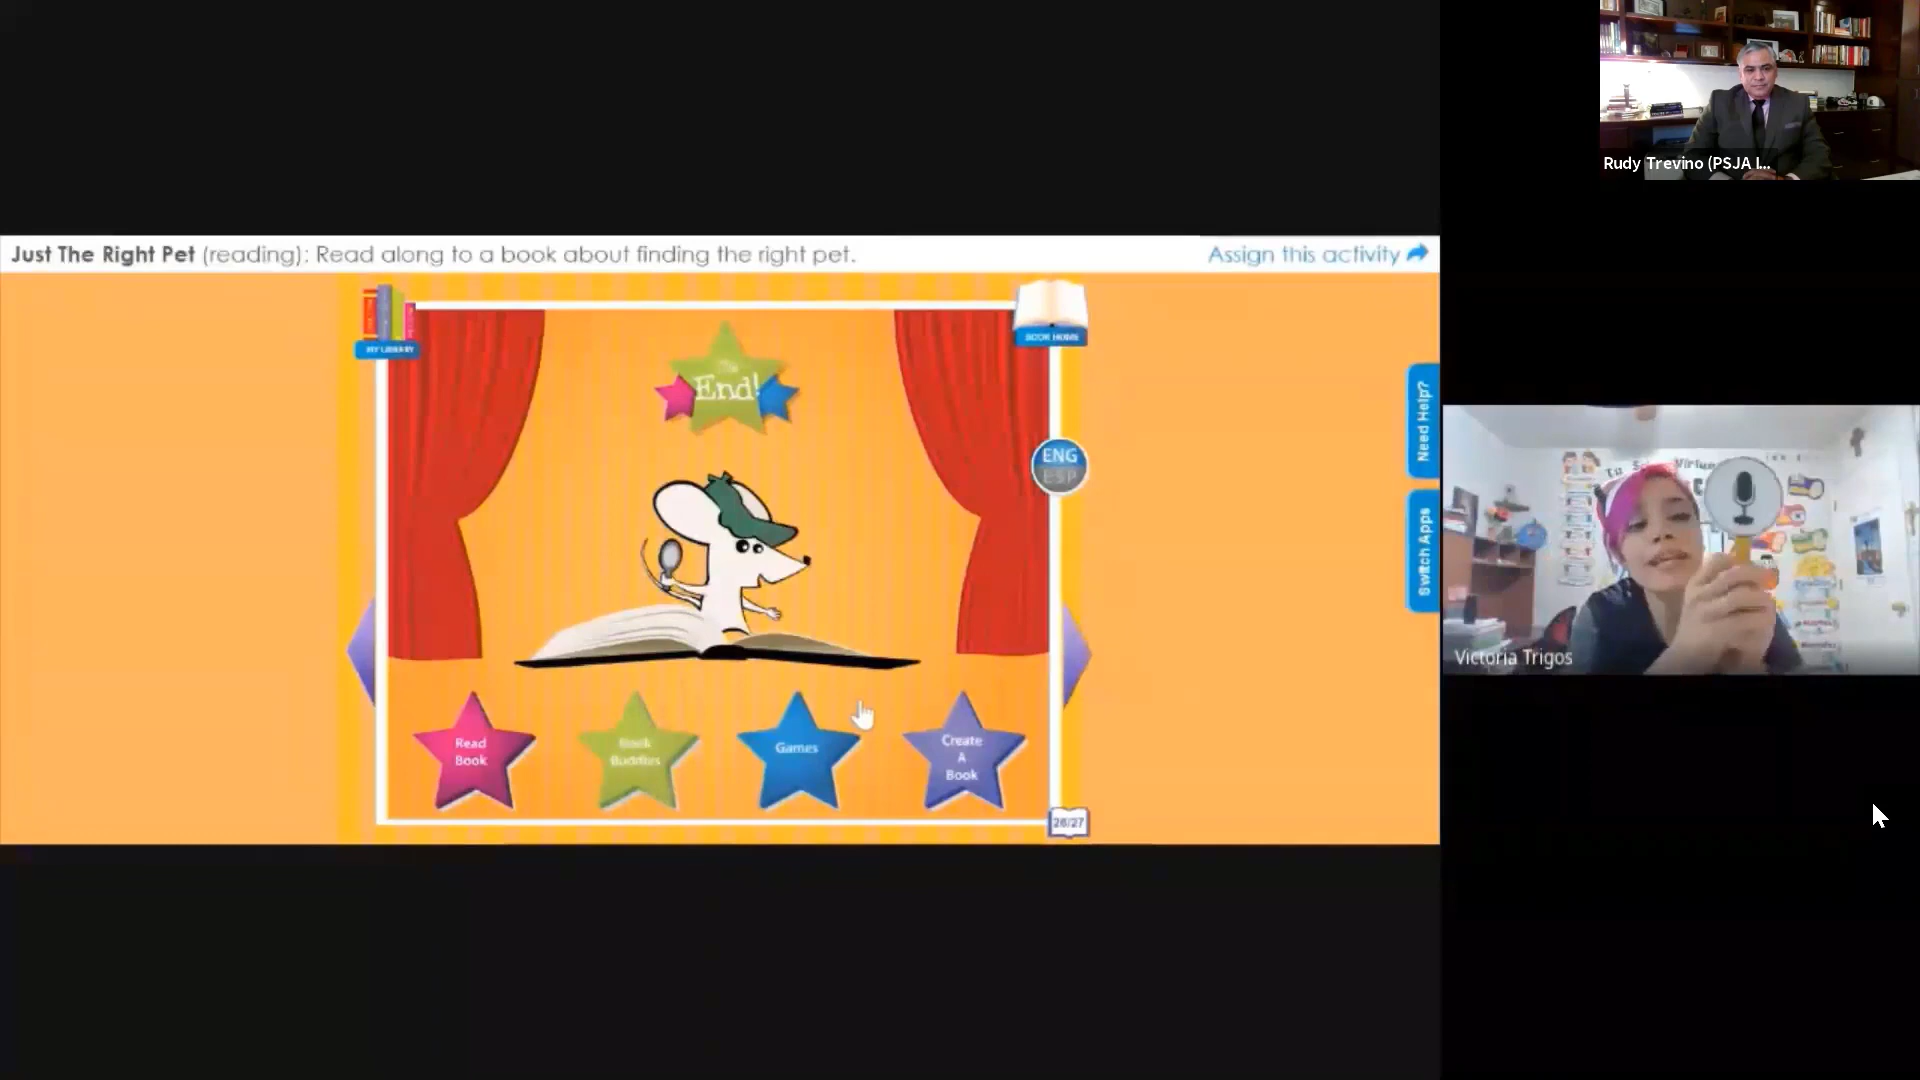 Just The Right Pet (reading): Read along to a book about finding the right pet.
Assign this activity
Rudy Trevino (PSJA I...
MY LIBRARY
BOOK HOME
The
End!
ENG
ESP
Need Help?
Switch Apps
Victoria Trigos
Read
Book
Book
Buddies
Games
Create
A
Book
26/27